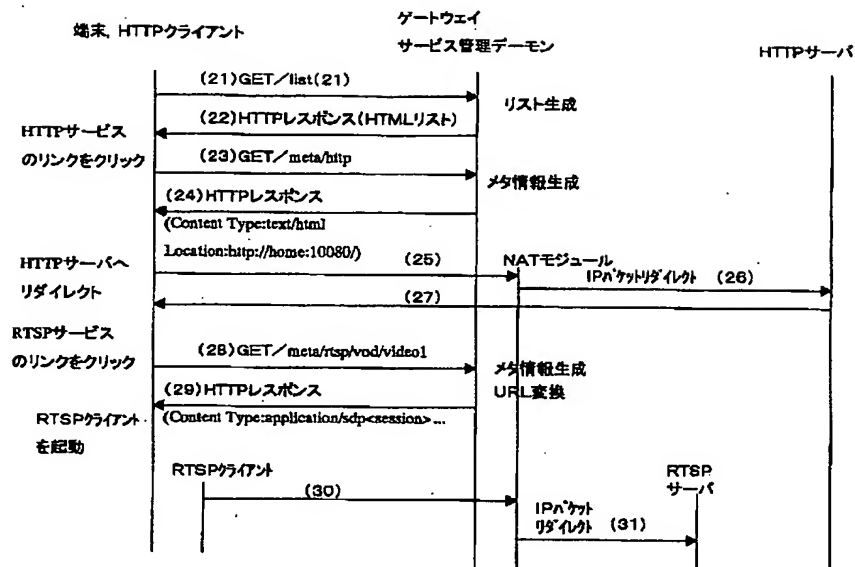 端末, HTTPクライアント
ゲートウェイ
サービス管理デーモン
HTTPサーバ
(21)GET／list(21)
リスト生成
(22)HTTPレスポンス(HTMLリスト)
HTTPサービス
のリンクをクリック
(23)GET／meta/http
メタ情報生成
(24)HTTPレスポンス
(Content Type:text/html
Location:http://home:10080/)
(25)
NATモジュール
HTTPサーバへ
リダイレクト
IPパケットリダイレクト (26)
(27)
RTSPサービス
のリンクをクリック
(28)GET／meta/rtsp/vod/video1
メタ情報生成
URL変換
(29)HTTPレスポンス
(Content Type:application/sdp<session>...
RTSPクライアント
を起動
RTSPクライアント
(30)
RTSP
サーバ
IPパケット
リダイレクト (31)